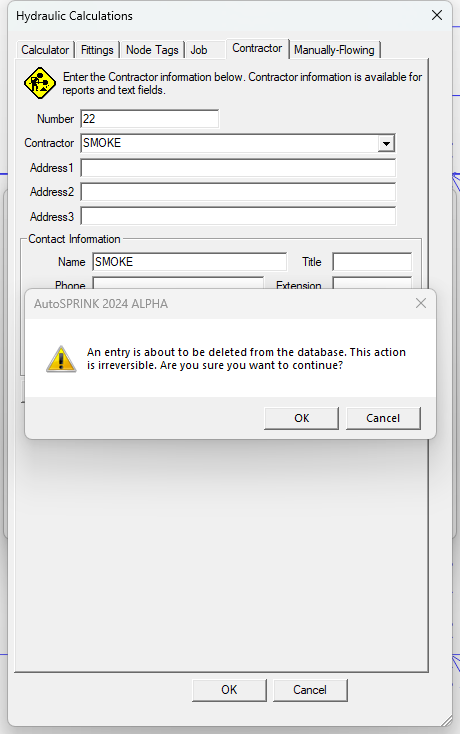 Hydraulic Calculations
Calculator Fittings Node Tags Job Contractor Manually-Flowing
Enter the Contractor information below. Contractor information is available for
reports and text fields.
Number 22
Contractor SMOKE
Address1
Address2
Address3
Contact Information
Name SMOKE Title
Phone Extension
AutoSPRINK 2024 ALPHA
An entry is about to be deleted from the database. This action
is irreversible. Are you sure you want to continue?
OK Cancel
OK Cancel